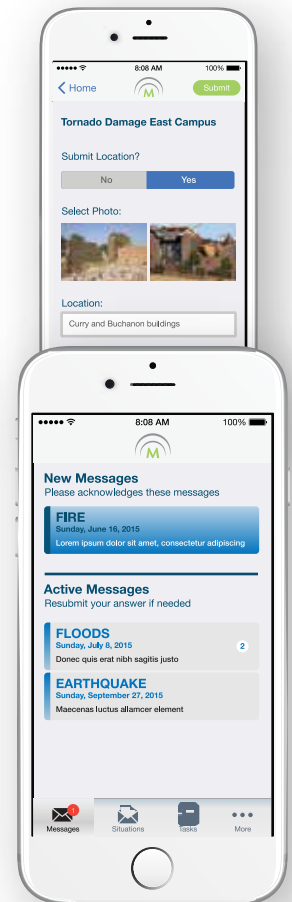 8:08 AM
100%
Home
M
Submit
Tornado Damage East Campus
Submit Location?
No
Yes
Select Photo:
Location:
Curry and Buchanon buildings
8:08 AM
100%
M
New Messages
Please acknowledges these messages
FIRE
Sunday, June 16, 2015
Lorem ipsum dolor sit amet, consectetur adipiscing
Active Messages
Resubmit your answer if needed
FLOODS
Sunday, July 8, 2015
2
Donec quis erat nibh sagitis justo
EARTHQUAKE
Sunday, September 27, 2015
Maecenas luctus allamcer element
1
Messages
Situations
Tasks
More